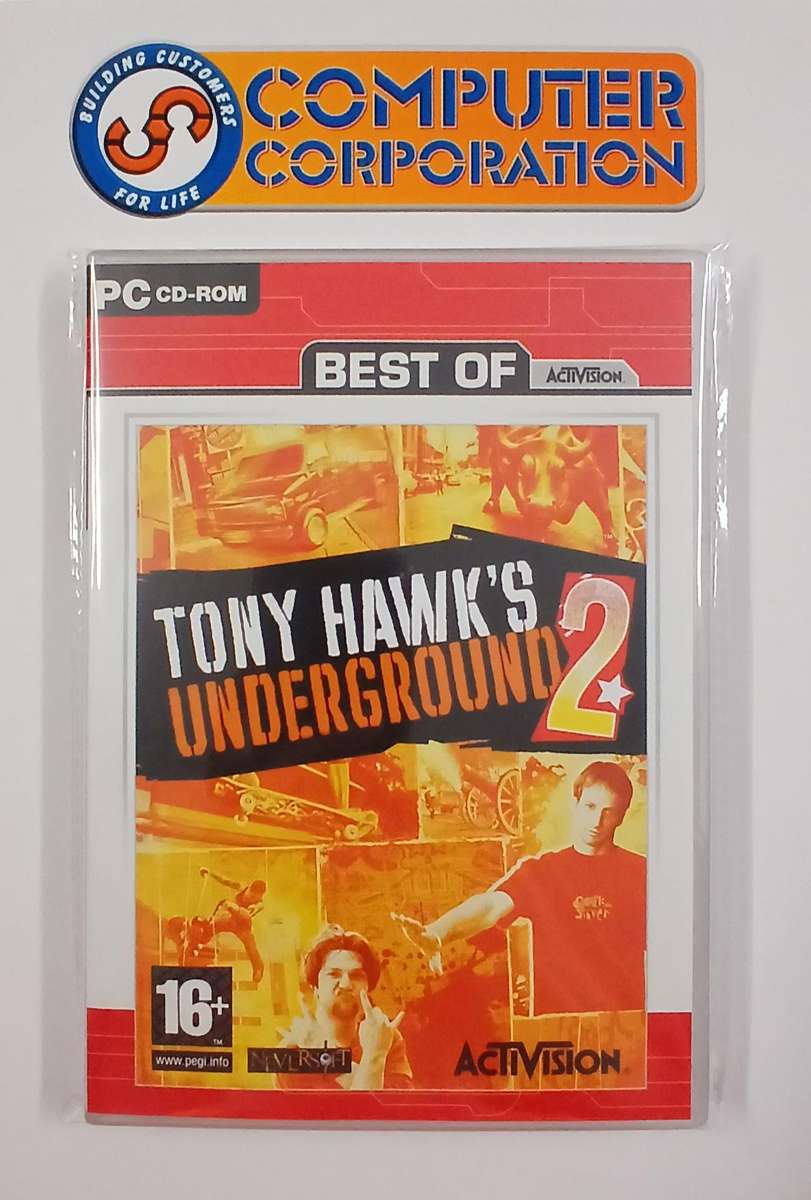 BUILDING CUSTOMERS
FOR LIFE
COMPUTER
CORPORATION
PC CD-ROM
BEST OF ACTIVISION
TONY HAWK'S
UNDERGROUND 2
16+
www.pegi.info
NEVERSOFT
ACTIVISION